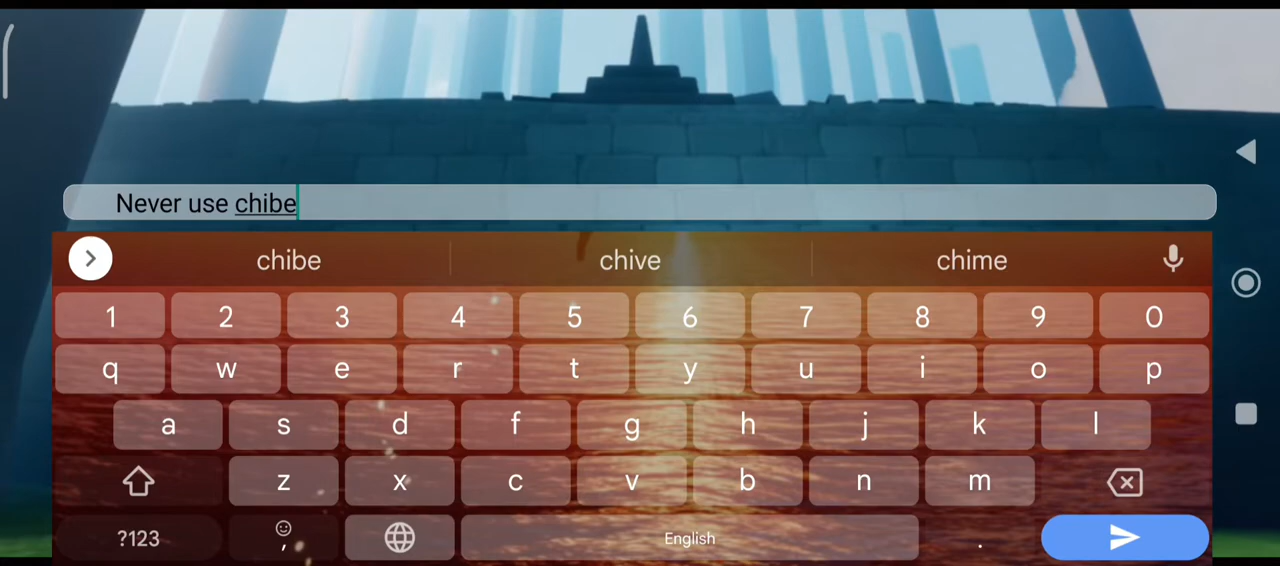 Never use chibe
chibe chive chime
1 2 3 4 5 6 7 8 9 0
q w e r t y u i o p
a s d f g h j k l
z x c v b n m
?123 , English .